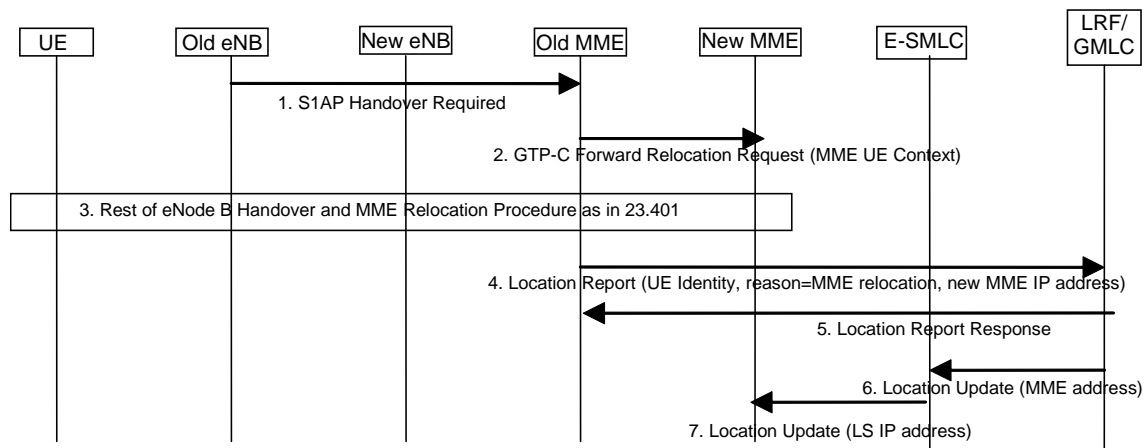 UE
Old eNB
New eNB
Old MME
New MME
E-SMLC
LRF/
GMLC
1. S1AP Handover Required
2. GTP-C Forward Relocation Request (MME UE Context)
3. Rest of eNode B Handover and MME Relocation Procedure as in 23.401
4. Location Report (UE Identity, reason=MME relocation, new MME IP address)
5. Location Report Response
6. Location Update (MME address)
7. Location Update (LS IP address)